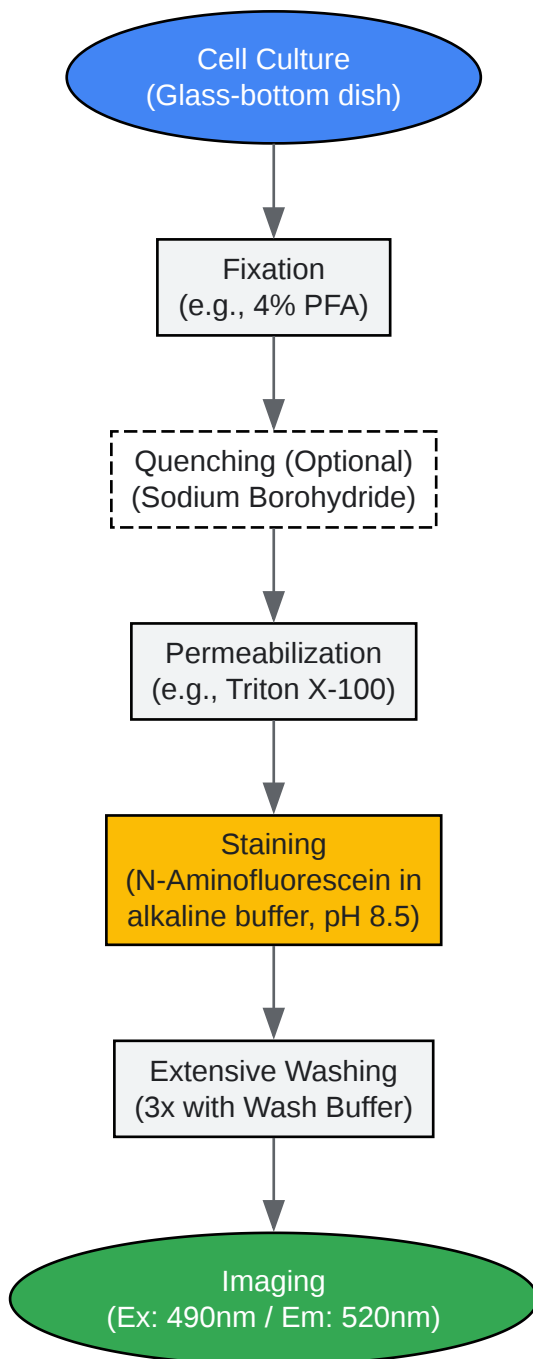 Cell Culture
(Glass-bottom dish)
Fixation
(e.g., 4% PFA)
Quenching (Optional)
(Sodium Borohydride)
Permeabilization
(e.g., Triton X-100)
Staining
(N-Aminofluorescein in
alkaline buffer, pH 8.5)
Extensive Washing
(3x with Wash Buffer)
Imaging
(Ex: 490nm / Em: 520nm)